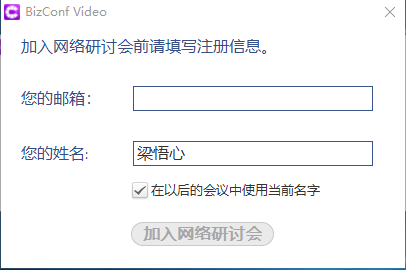 BizConf Video
加入网络研讨会前请填写注册信息。
您的邮箱：
您的姓名: 梁悟心
在以后的会议中使用当前名字
加入网络研讨会